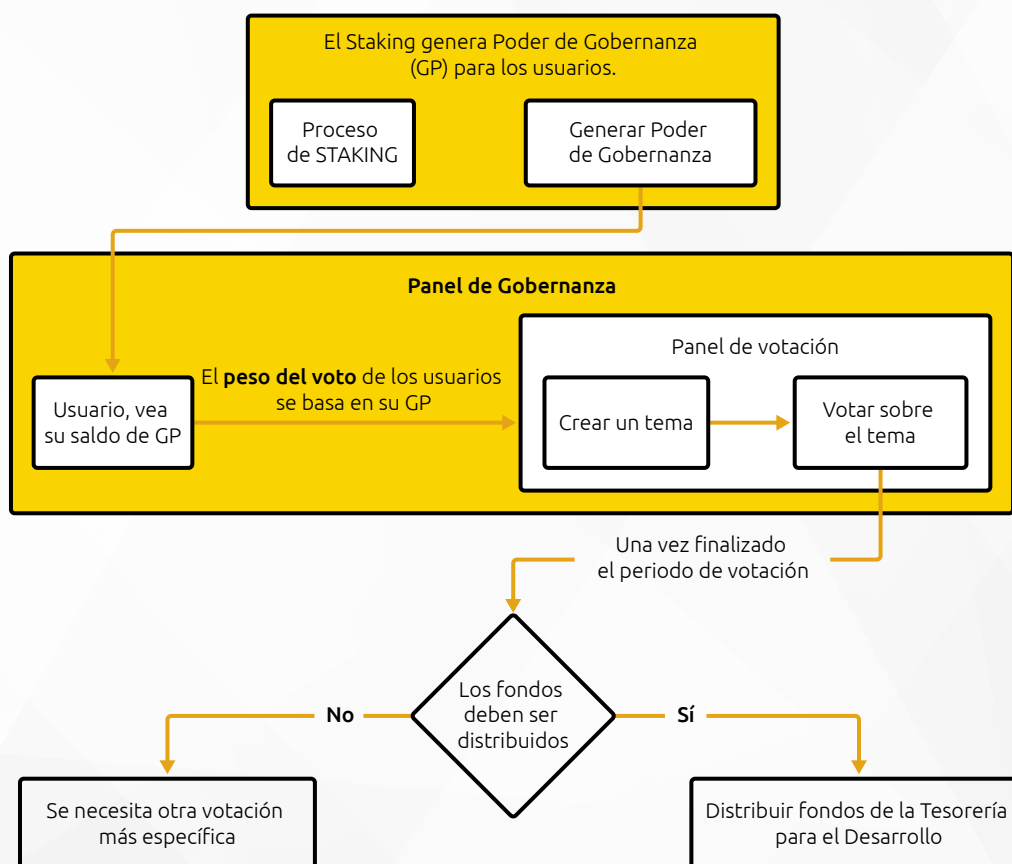 El Staking genera Poder de Gobernanza
(GP) para los usuarios.
Proceso
de STAKING
Generar Poder
de Gobernanza
Panel de Gobernanza
Usuario, vea
su saldo de GP
El peso del voto de los usuarios
se basa en su GP
Panel de votación
Crear un tema
Votar sobre
el tema
Una vez finalizado
el periodo de votación
Los fondos
deben ser
distribuidos
No
Sí
Se necesita otra votación
más específica
Distribuir fondos de la Tesorería
para el Desarrollo